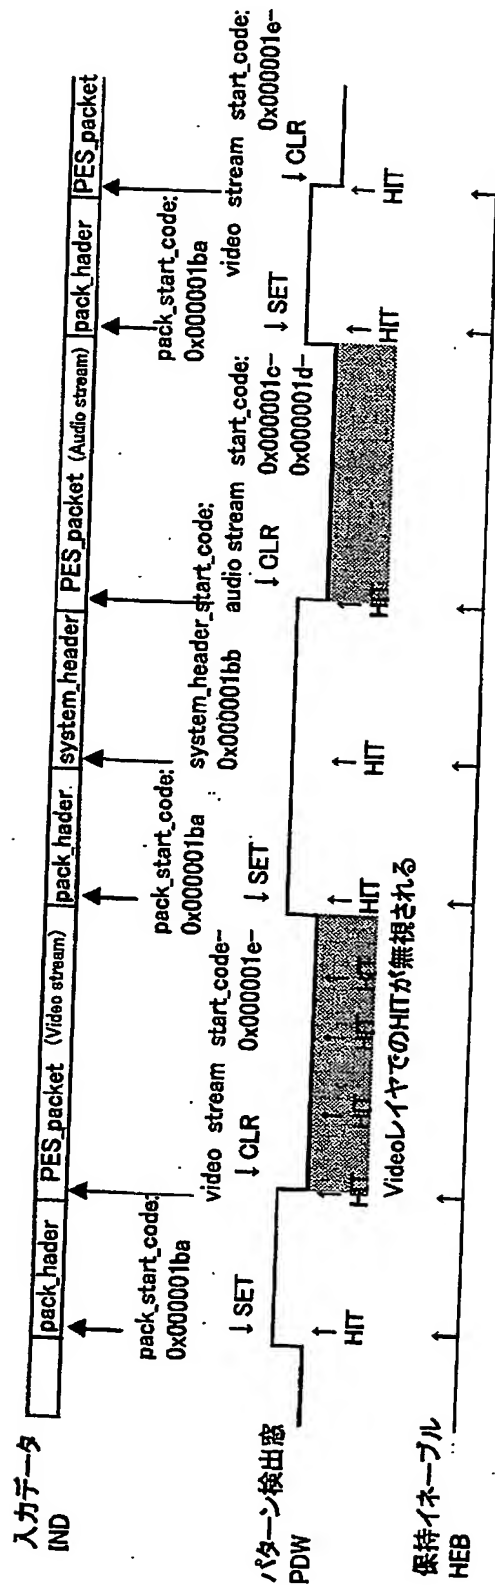 入力データ
IND
pack_hader
PES_packet (Video stream)
pack_hader.
system_header
PES_packet (Audio stream)
pack_hader
PES_packet
pack_start_code:
0x000001ba
video stream start_code-
0x000001e-
pack_start_code:
0x000001ba
system_header_start_code:
0x000001bb
audio stream start_code:
0x000001c-
0x000001d-
pack_start_code:
0x000001ba
video stream start_code:
0x000001e-
パターン検出窓
PDW
↓SET
↓CLR
↓SET
↓CLR
↓SET
↓CLR
HIT
HIT
HIT
HIT
HIT
HIT
HIT
HIT
HIT
HIT
VideoレイヤでのHITが無視される
保持イネーブル
HEB